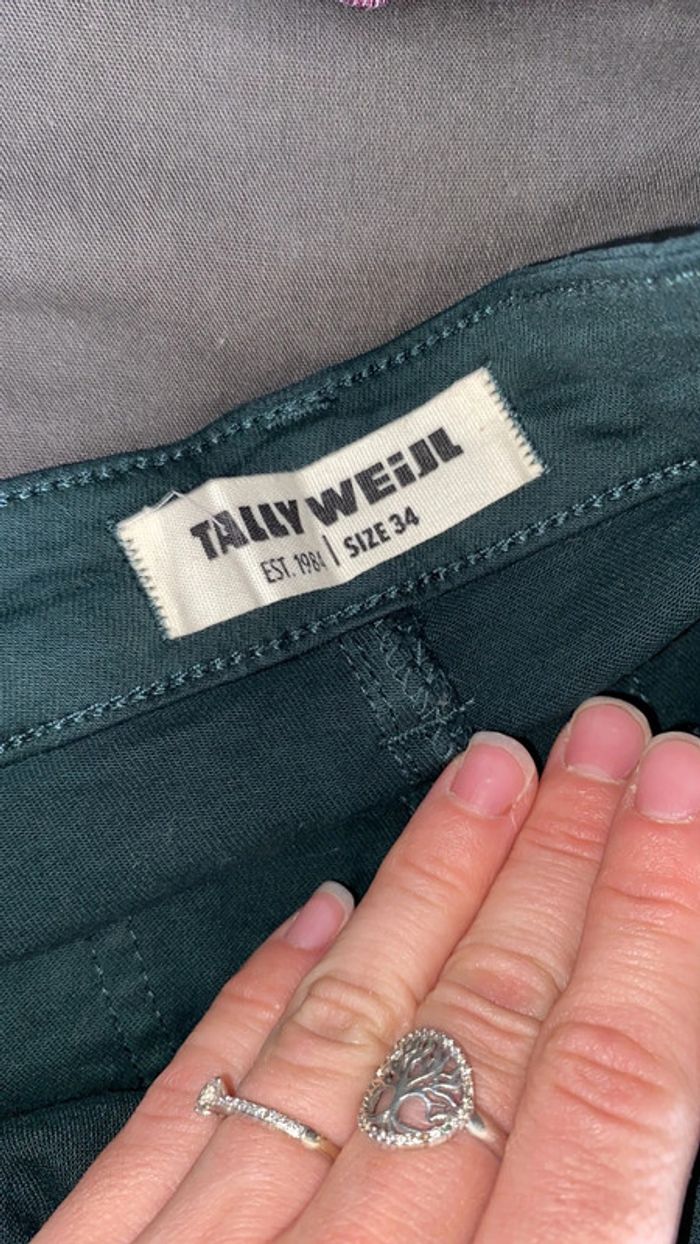 TALLY WEiJL
EST. 1984 | SIZE 34